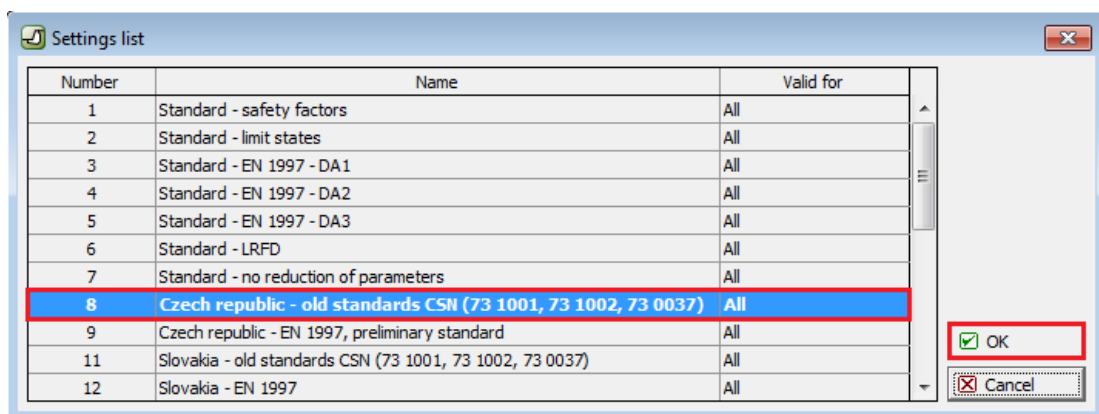 Settings list
Number Name Valid for
1 Standard - safety factors All
2 Standard - limit states All
3 Standard - EN 1997 - DA1 All
4 Standard - EN 1997 - DA2 All
5 Standard - EN 1997 - DA3 All
6 Standard - LRFD All
7 Standard - no reduction of parameters All
8 Czech republic - old standards CSN (73 1001, 73 1002, 73 0037) All
9 Czech republic - EN 1997, preliminary standard All
11 Slovakia - old standards CSN (73 1001, 73 1002, 73 0037) All
12 Slovakia - EN 1997 All
OK
Cancel